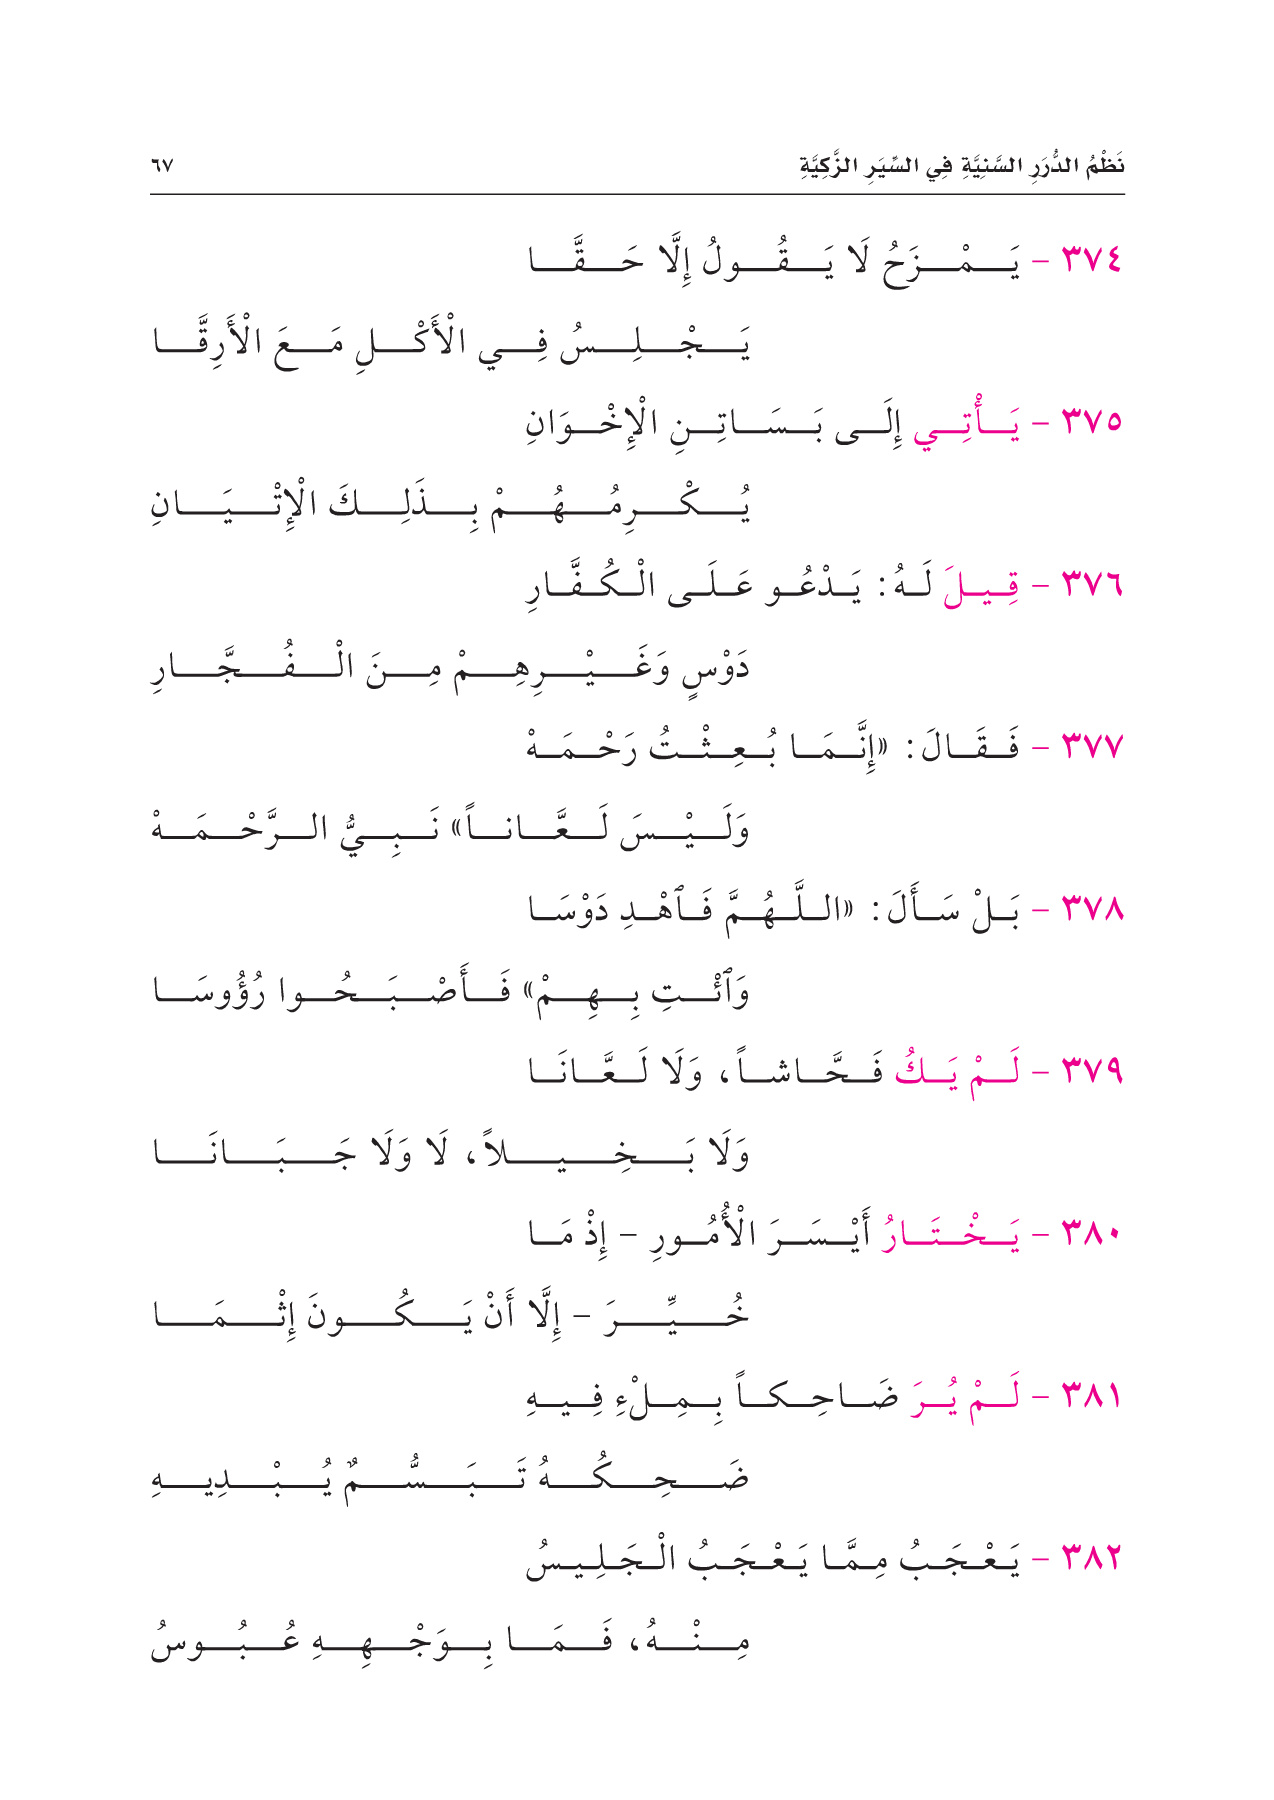 نَظْمُ الدُّرَرِ السَّنِيَّةِ فِي السِّيَرِ الزَّكِيَّةِ ٦٧
٣٧٤ – يَمْزَحُ لَا يَقُولُ إِلَّا حَقَّا
يَجْلِسُ فِي الْأَكْلِ مَعَ الْأَرِقَّا
٣٧٥ – يَأْتِي إِلَى بَسَاتِنِ الْإِخْوَانِ
يُكْرِمُهُمْ بِذَلِكَ الْإِتْيَانِ
٣٧٦ – قِيلَ لَهُ: يَدْعُو عَلَى الْكُفَّارِ
دَوْسٍ وَغَيْرِهِمْ مِنَ الْفُجَّارِ
٣٧٧ – فَقَالَ: «إِنَّمَا بُعِثْتُ رَحْمَهْ
وَلَيْسَ لَعَّاناً» نَبِيُّ الرَّحْمَهْ
٣٧٨ – بَلْ سَأَلَ: «اللَّهُمَّ فَٱهْدِ دَوْسَا
وَٱئْتِ بِهِمْ» فَأَصْبَحُوا رُؤُوسَا
٣٧٩ – لَمْ يَكُ فَحَّاشاً، وَلَا لَعَّانَا
وَلَا بَخِيلاً، لَا وَلَا جَبَانَا
٣٨٠ – يَخْتَارُ أَيْسَرَ الْأُمُورِ – إِذْ مَا
خُيِّرَ – إِلَّا أَنْ يَكُونَ إِثْمَا
٣٨١ – لَمْ يُرَ ضَاحِكاً بِمِلْءِ فِيهِ
ضَحِكُهُ تَبَسُّمٌ يُبْدِيهِ
٣٨٢ – يَعْجَبُ مِمَّا يَعْجَبُ الْجَلِيسُ
مِنْهُ، فَمَا بِوَجْهِهِ عُبُوسُ